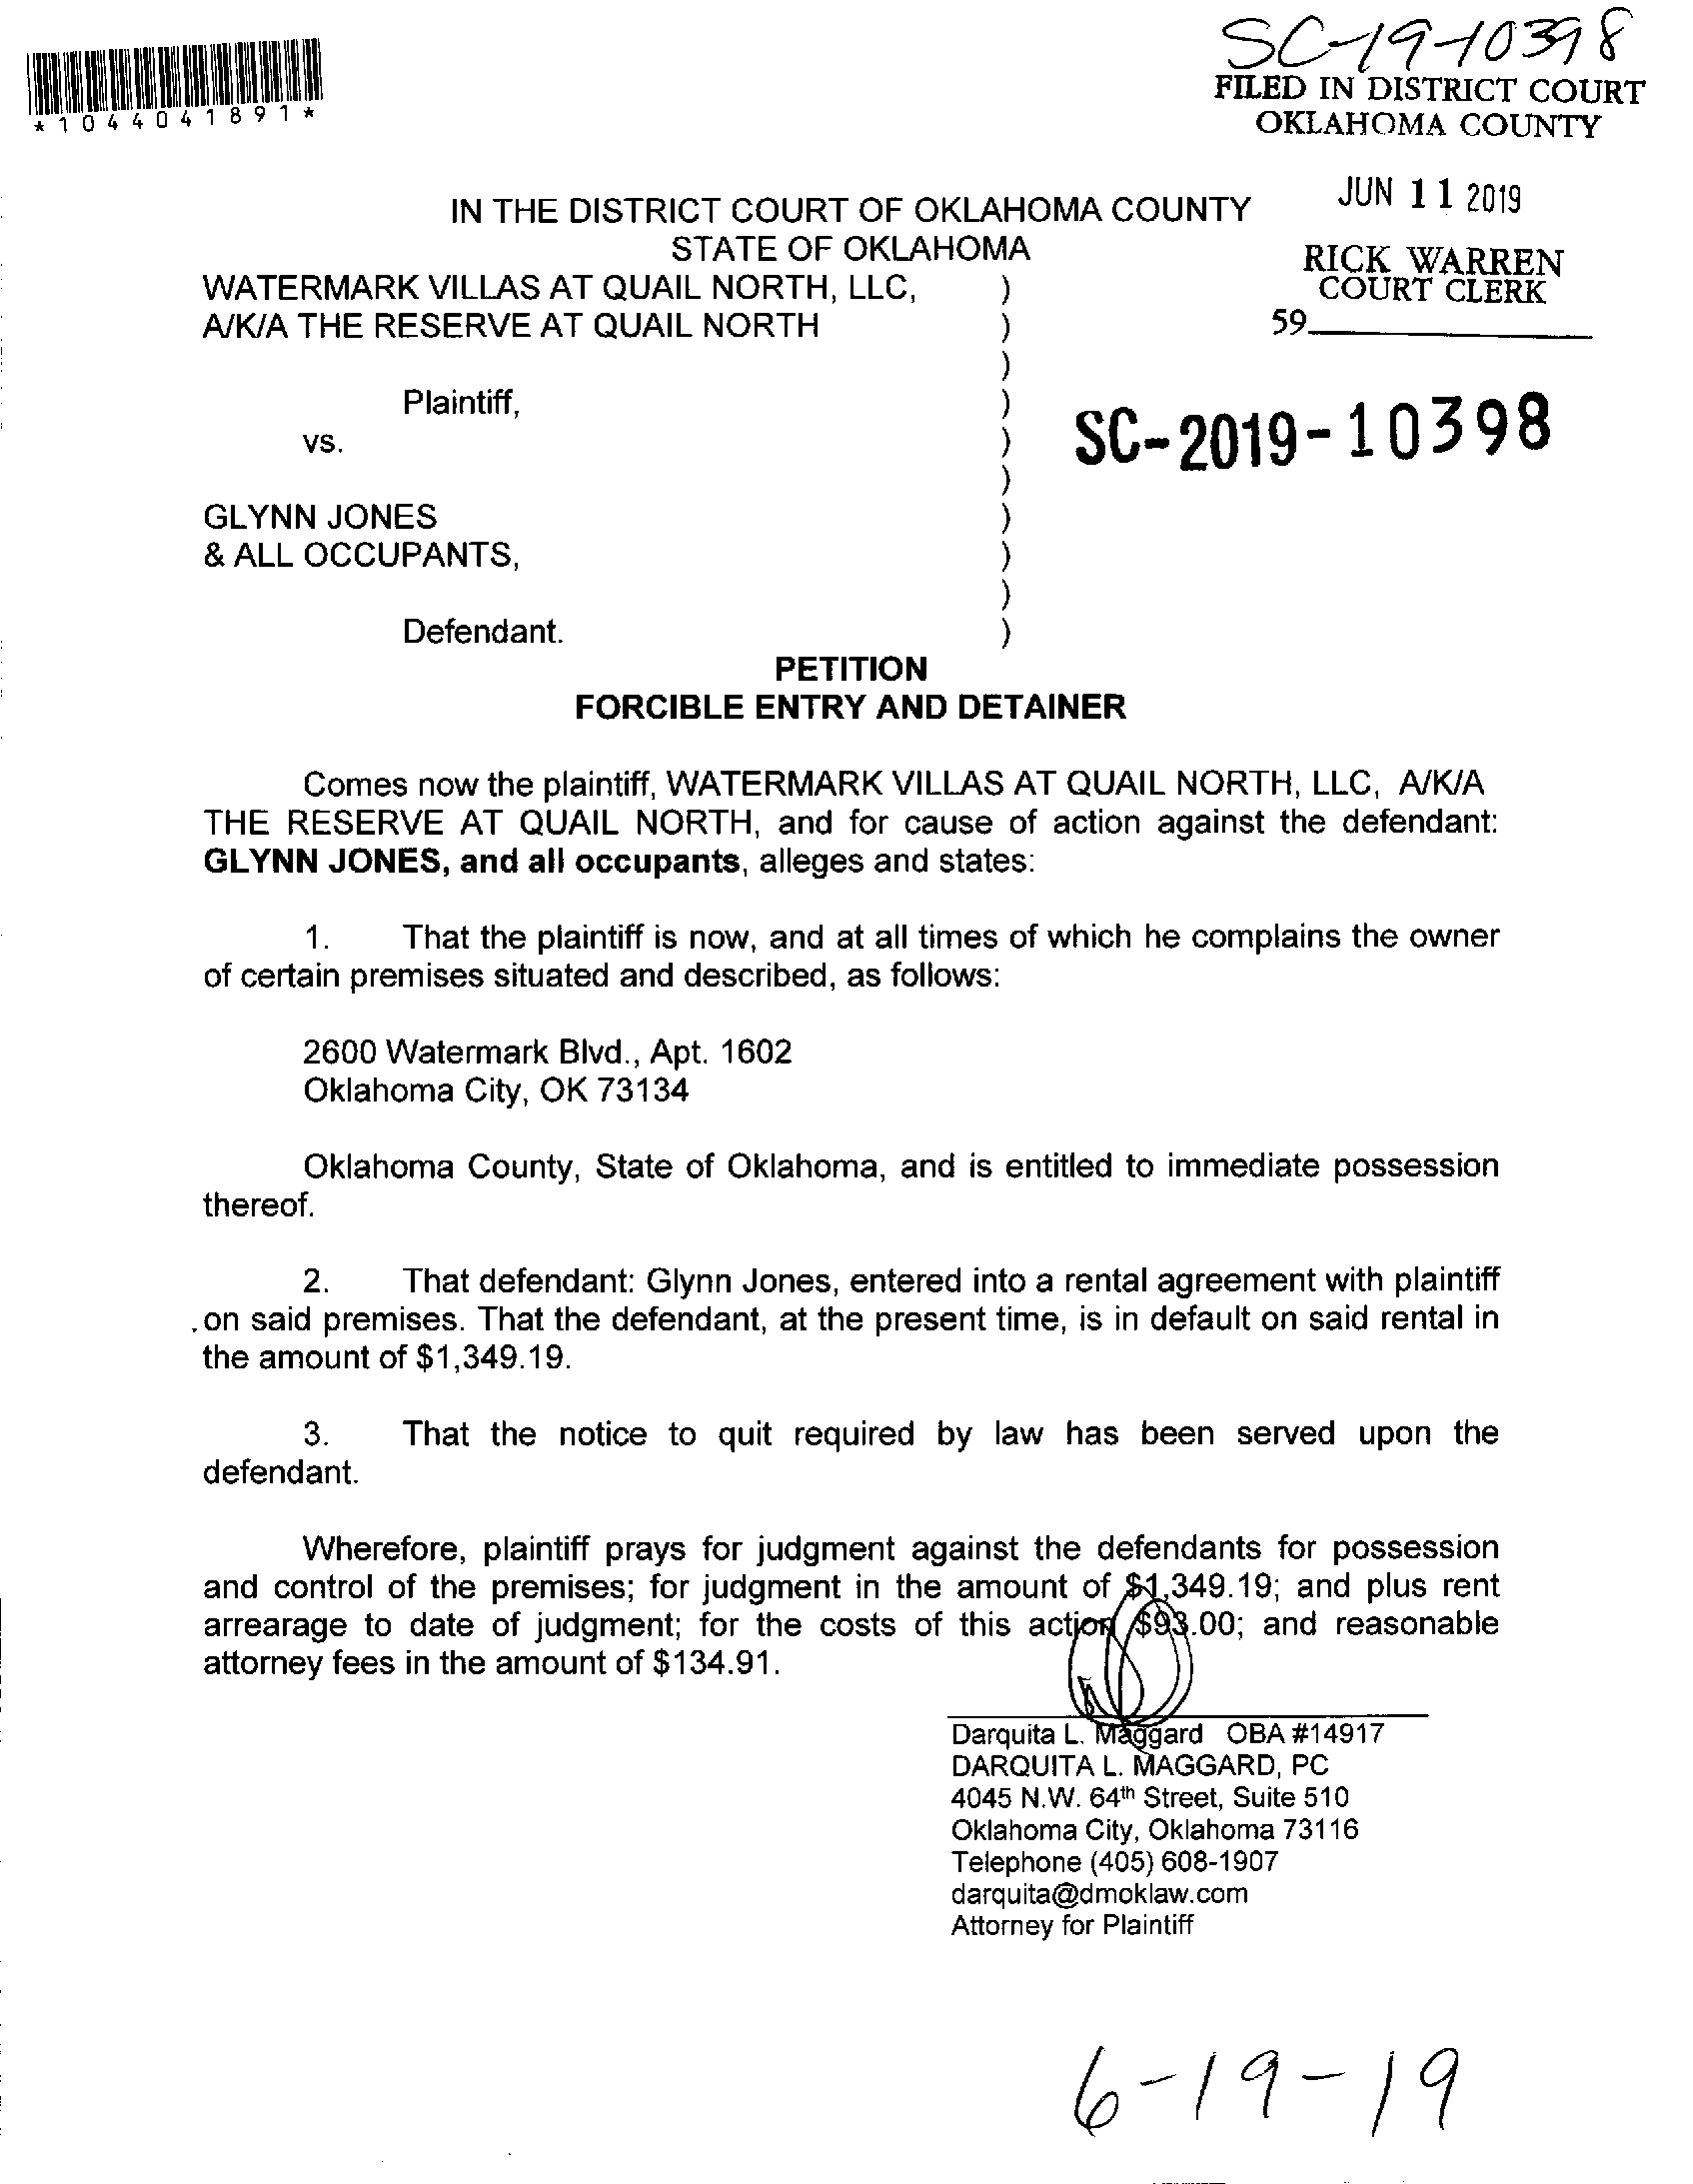 SC-19-10398
*1044041891*
FILED IN DISTRICT COURT
OKLAHOMA COUNTY
JUN 11 2019
IN THE DISTRICT COURT OF OKLAHOMA COUNTY
STATE OF OKLAHOMA
RICK WARREN
COURT CLERK
59
WATERMARK VILLAS AT QUAIL NORTH, LLC, )
A/K/A THE RESERVE AT QUAIL NORTH )
)
Plaintiff, )
vs. )
SC-2019-10398
)
GLYNN JONES )
& ALL OCCUPANTS, )
)
Defendant. )
PETITION
FORCIBLE ENTRY AND DETAINER
Comes now the plaintiff, WATERMARK VILLAS AT QUAIL NORTH, LLC, A/K/A
THE RESERVE AT QUAIL NORTH, and for cause of action against the defendant:
GLYNN JONES, and all occupants, alleges and states:
1. That the plaintiff is now, and at all times of which he complains the owner
of certain premises situated and described, as follows:
2600 Watermark Blvd., Apt. 1602
Oklahoma City, OK 73134
Oklahoma County, State of Oklahoma, and is entitled to immediate possession
thereof.
2. That defendant: Glynn Jones, entered into a rental agreement with plaintiff
on said premises. That the defendant, at the present time, is in default on said rental in
the amount of $1,349.19.
3. That the notice to quit required by law has been served upon the
defendant.
Wherefore, plaintiff prays for judgment against the defendants for possession
and control of the premises; for judgment in the amount of $1,349.19; and plus rent
arrearage to date of judgment; for the costs of this action $93.00; and reasonable
attorney fees in the amount of $134.91.
Darquita L. Maggard OBA #14917
DARQUITA L. MAGGARD, PC
4045 N.W. 64th Street, Suite 510
Oklahoma City, Oklahoma 73116
Telephone (405) 608-1907
darquita@dmoklaw.com
Attorney for Plaintiff
6-19-19